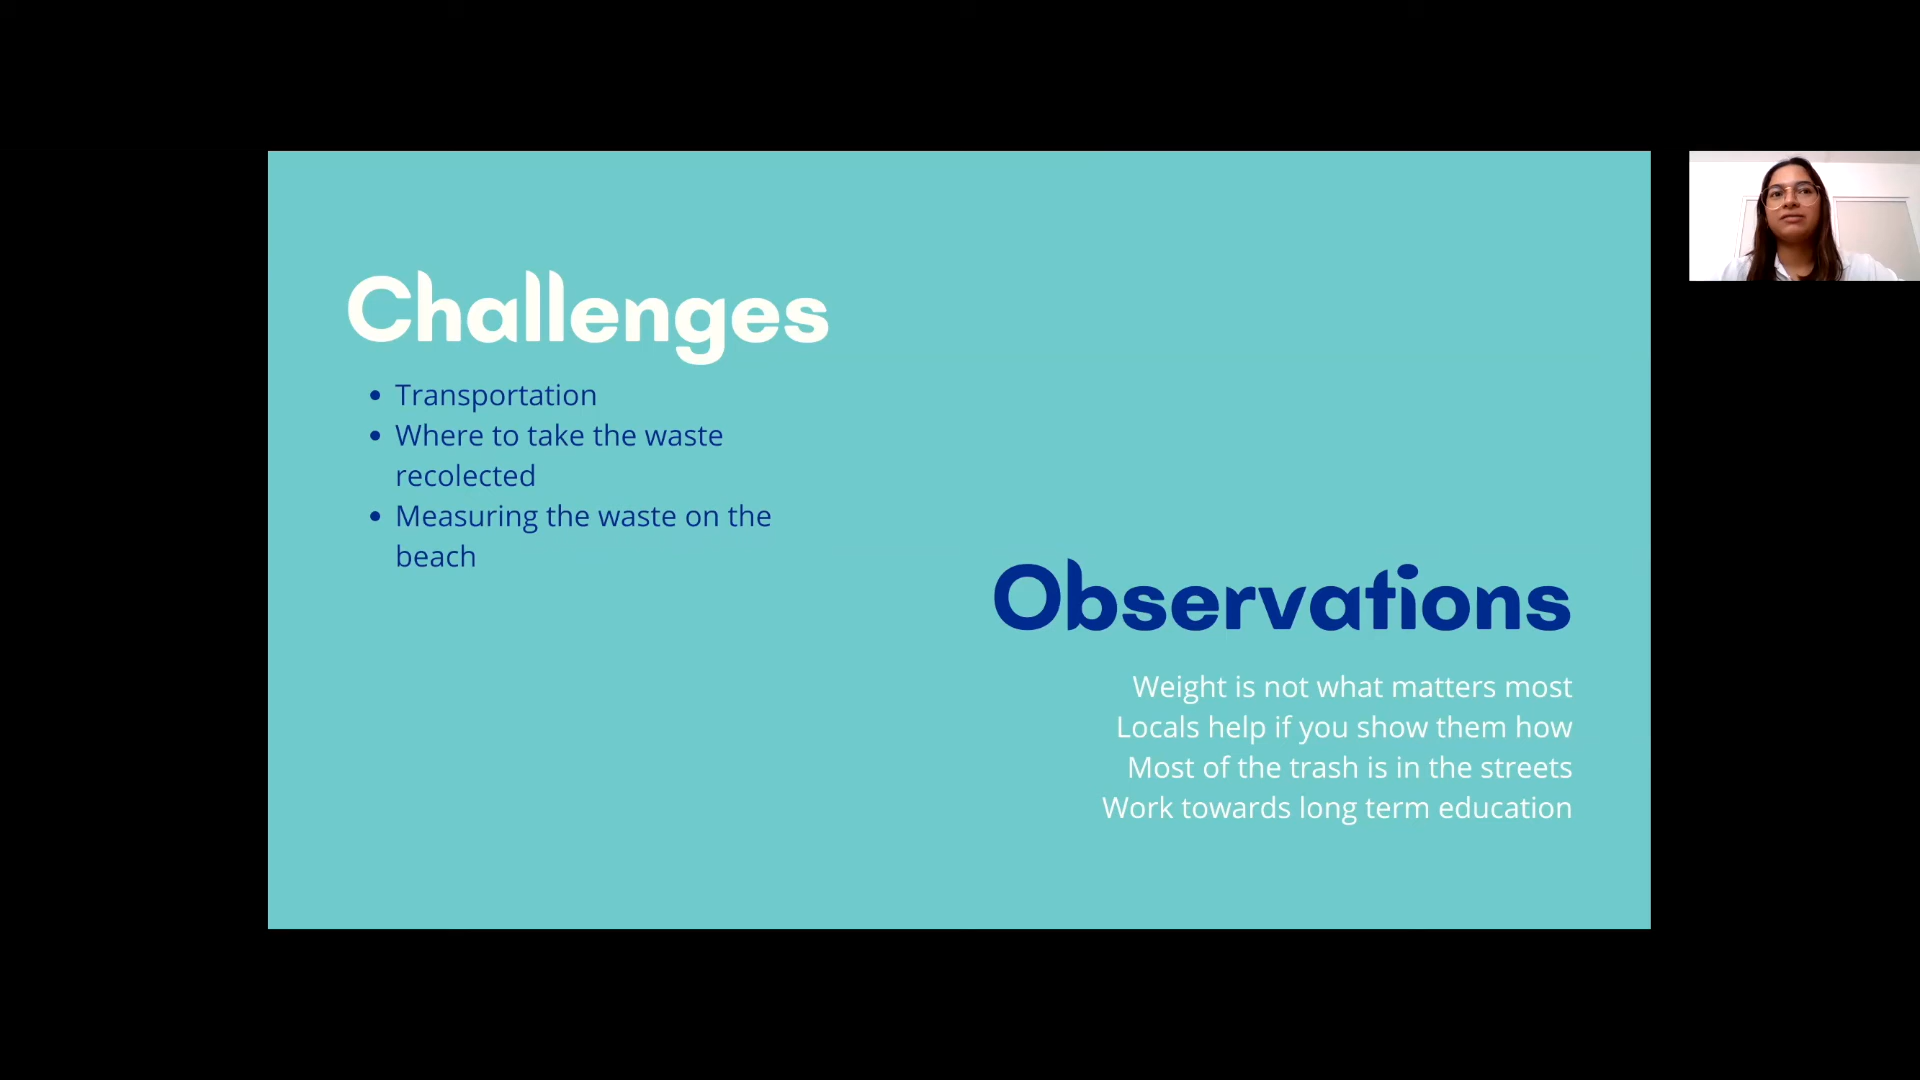 Challenges
• Transportation
• Where to take the waste
recolected
• Measuring the waste on the
beach
Observations
Weight is not what matters most
Locals help if you show them how
Most of the trash is in the streets
Work towards long term education